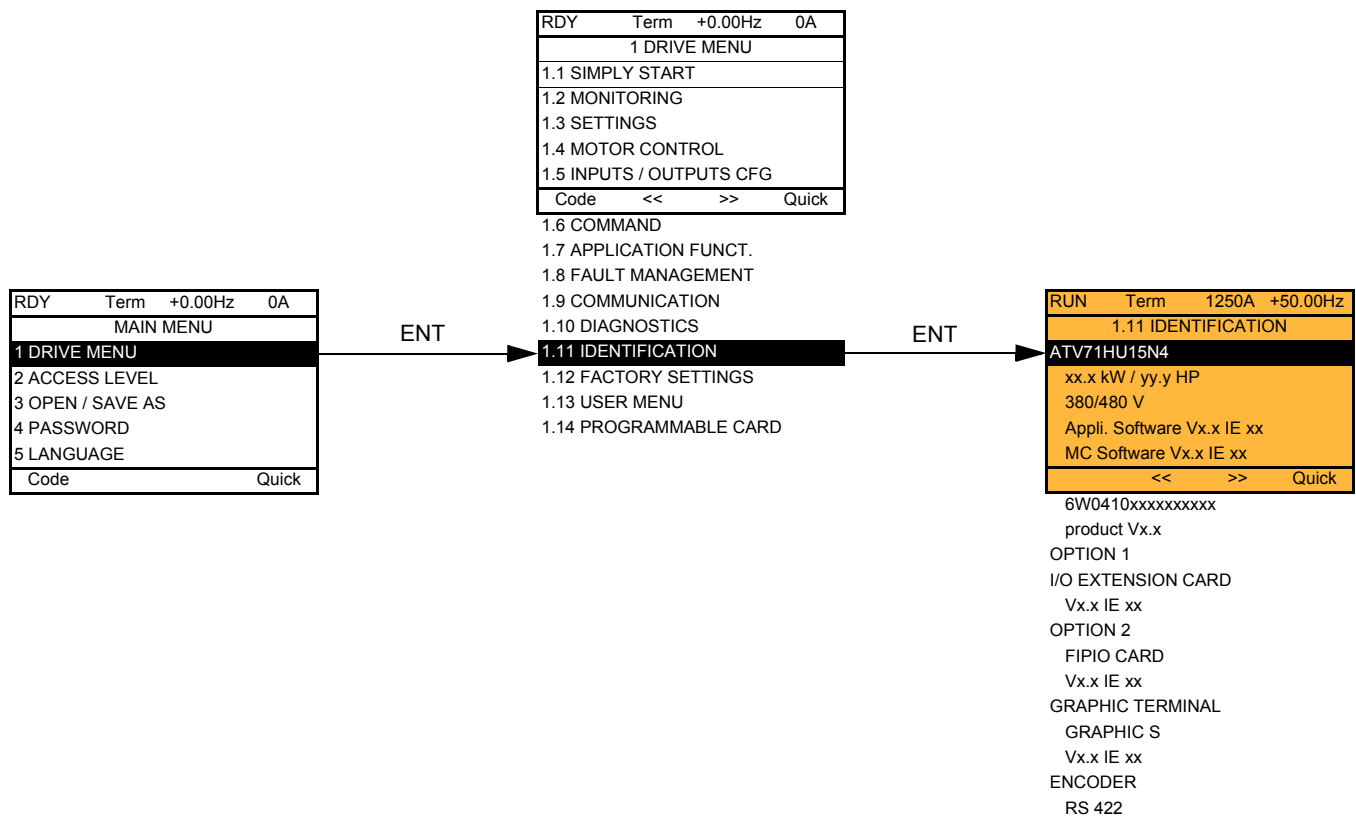 RDY Term +0.00Hz 0A
MAIN MENU
1 DRIVE MENU
2 ACCESS LEVEL
3 OPEN / SAVE AS
4 PASSWORD
5 LANGUAGE
Code Quick
ENT
RDY Term +0.00Hz 0A
1 DRIVE MENU
1.1 SIMPLY START
1.2 MONITORING
1.3 SETTINGS
1.4 MOTOR CONTROL
1.5 INPUTS / OUTPUTS CFG
Code << >> Quick
1.6 COMMAND
1.7 APPLICATION FUNCT.
1.8 FAULT MANAGEMENT
1.9 COMMUNICATION
1.10 DIAGNOSTICS
1.11 IDENTIFICATION
1.12 FACTORY SETTINGS
1.13 USER MENU
1.14 PROGRAMMABLE CARD
ENT
RUN Term 1250A +50.00Hz
1.11 IDENTIFICATION
ATV71HU15N4
xx.x kW / yy.y HP
380/480 V
Appli. Software Vx.x IE xx
MC Software Vx.x IE xx
<< >> Quick
6W0410xxxxxxxxxx
product Vx.x
OPTION 1
I/O EXTENSION CARD
Vx.x IE xx
OPTION 2
FIPIO CARD
Vx.x IE xx
GRAPHIC TERMINAL
GRAPHIC S
Vx.x IE xx
ENCODER
RS 422